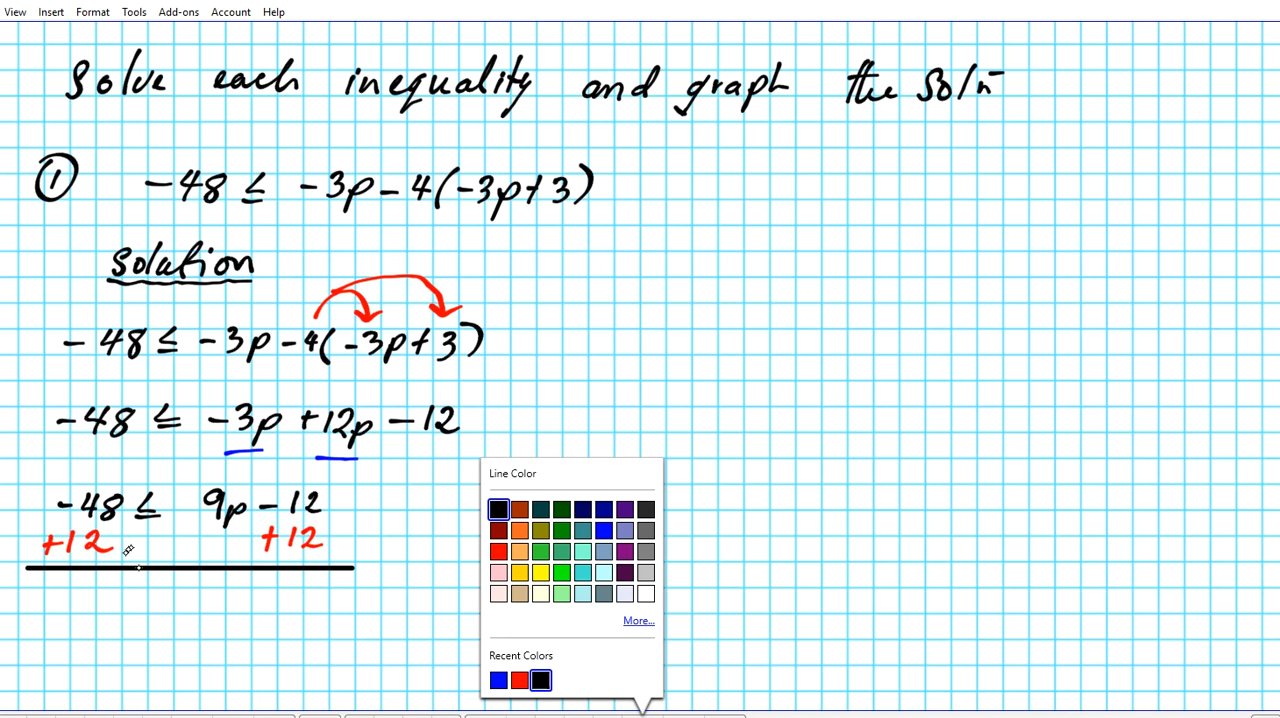 View Insert Format Tools Add-ons Account Help
Solve each inequality and graph the Solñ
① -48 ≤ -3p - 4(-3p+3)
Solution
-48 ≤ -3p - 4(-3p+3)
-48 ≤ -3p +12p -12
-48 ≤ 9p - 12
+12 +12
Line Color
More...
Recent Colors